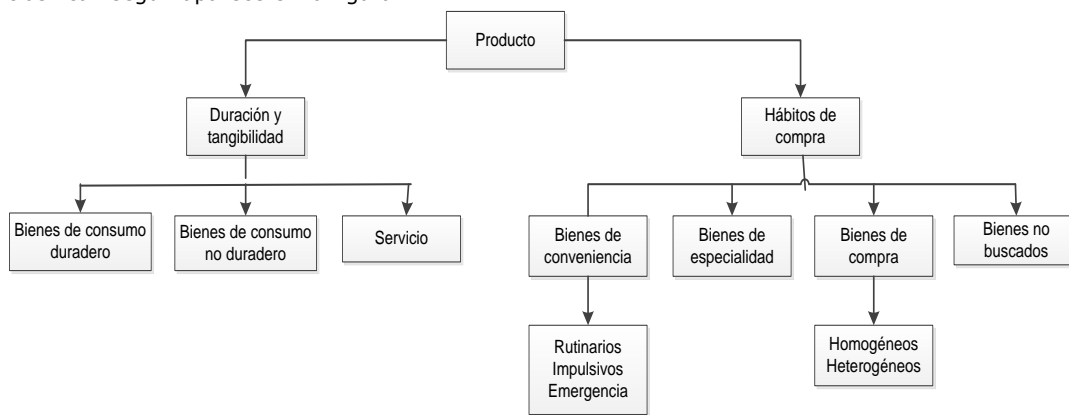 Producto
Duración y
tangibilidad
Hábitos de
compra
Bienes de consumo
duradero
Bienes de consumo
no duradero
Servicio
Bienes de
conveniencia
Bienes de
especialidad
Bienes de
compra
Bienes no
buscados
Rutinarios
Impulsivos
Emergencia
Homogéneos
Heterogéneos